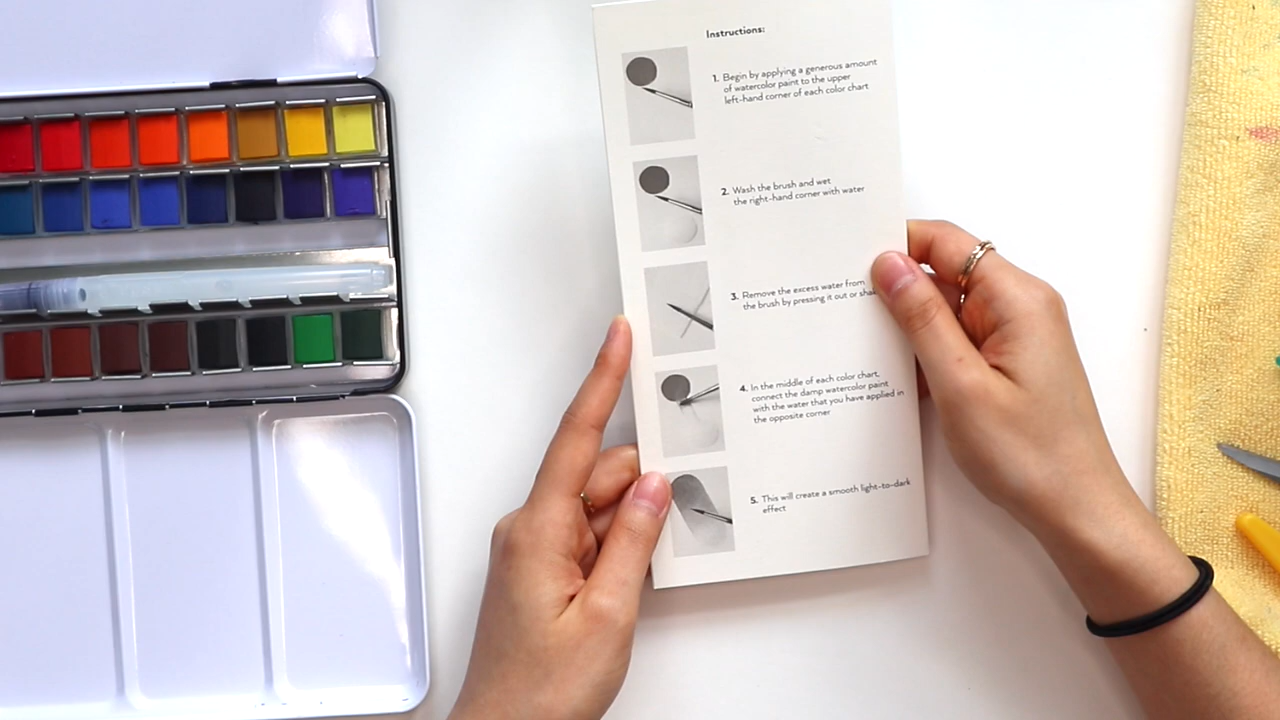 Instructions:
1. Begin by applying a generous amount
of watercolor paint to the upper
left-hand corner of each color chart
2. Wash the brush and wet
the right-hand corner with water
3. Remove the excess water from
the brush by pressing it out or
4. In the middle of each color chart,
connect the damp watercolor paint
with the water that you have applied in
the opposite corner
5. This will create a smooth light-to-dark
effect